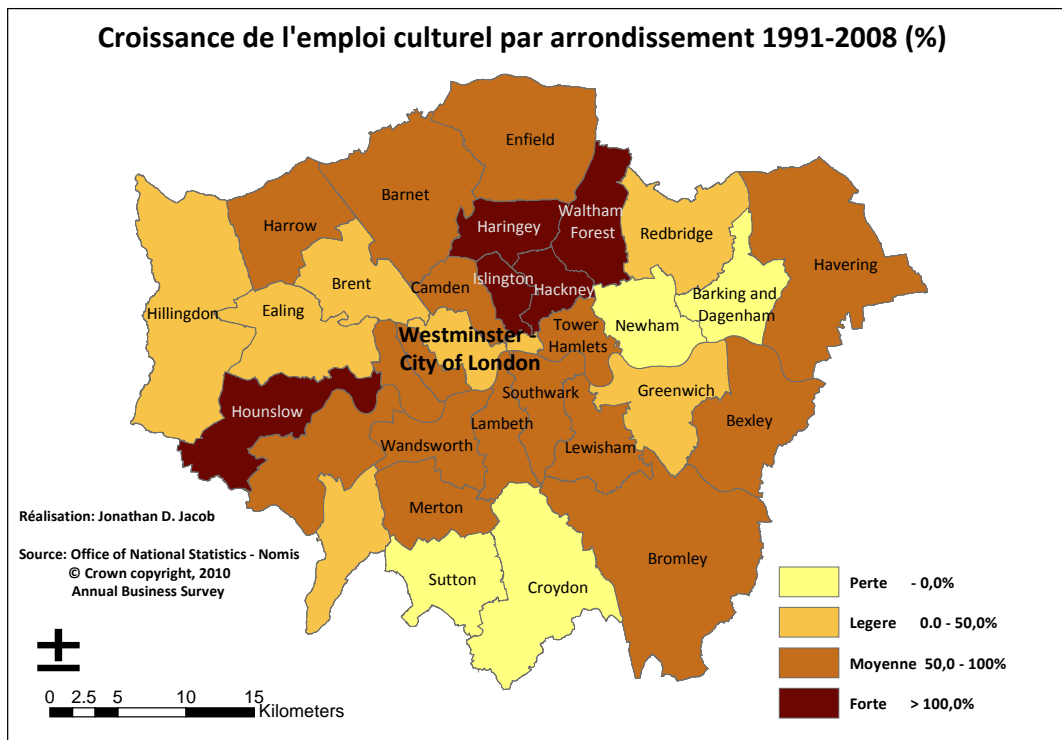 Croissance de l'emploi culturel par arrondissement 1991-2008 (%)
Enfield
Barnet
Waltham
Forest
Haringey
Harrow
Redbridge
Havering
Islington
Hackney
Camden
Brent
Barking and
Dagenham
Hillingdon
Ealing
Newham
Tower
Hamlets
Westminster -
City of London
Greenwich
Southwark
Hounslow
Bexley
Lambeth
Wandsworth
Lewisham
Merton
Bromley
Sutton
Croydon
Réalisation: Jonathan D. Jacob
Source: Office of National Statistics - Nomis
© Crown copyright, 2010
Annual Business Survey
0 2.5 5 10 15
Kilometers
Perte - 0,0%
Legere 0.0 - 50,0%
Moyenne 50,0 - 100%
Forte > 100,0%